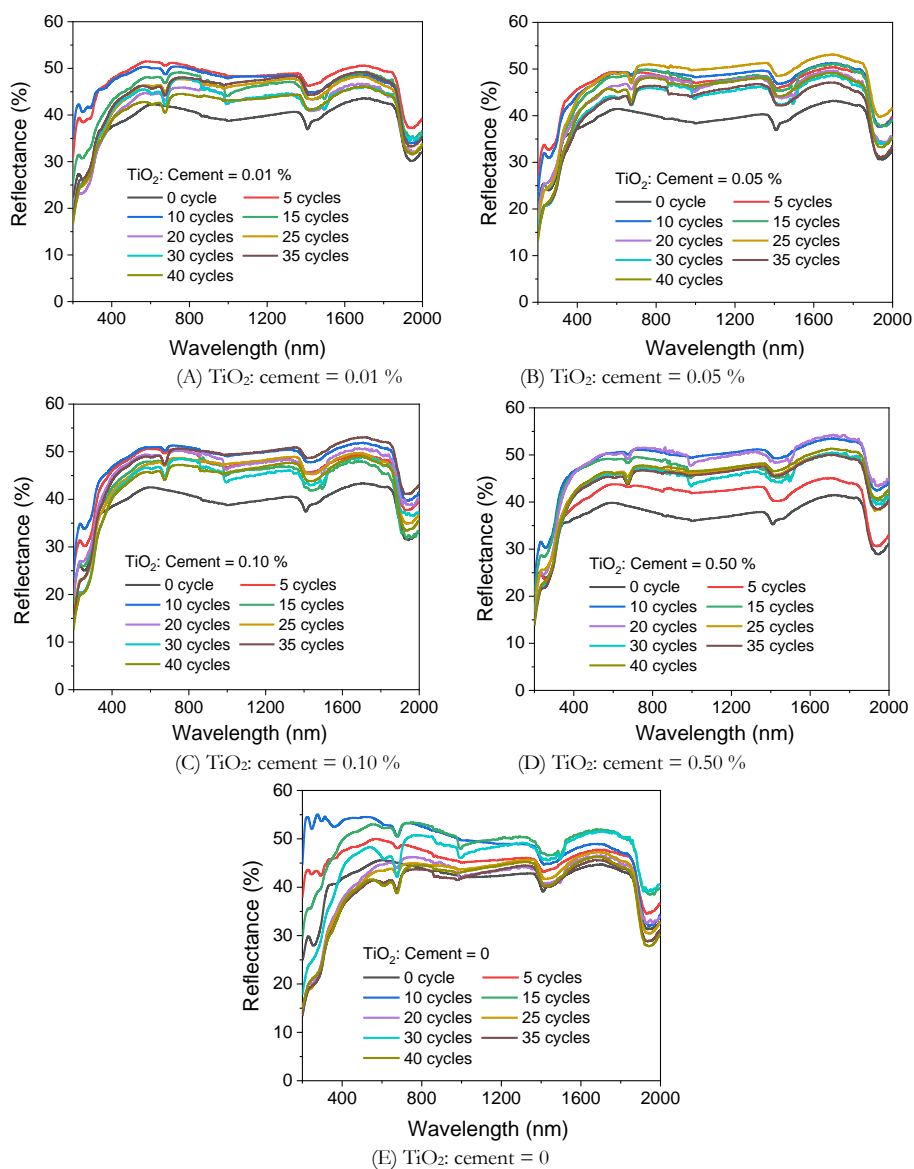 60
50
40
30
20
10
0
Reflectance (%)
TiO₂: Cement = 0.01 %
0 cycle 5 cycles
10 cycles 15 cycles
20 cycles 25 cycles
30 cycles 35 cycles
40 cycles
400 800 1200 1600 2000
Wavelength (nm)
(A) TiO₂: cement = 0.01 %
60
50
40
30
20
10
0
Reflectance (%)
TiO₂: Cement = 0.05 %
0 cycle 5 cycles
10 cycles 15 cycles
20 cycles 25 cycles
30 cycles 35 cycles
40 cycles
400 800 1200 1600 2000
Wavelength (nm)
(B) TiO₂: cement = 0.05 %
60
50
40
30
20
10
0
Reflectance (%)
TiO₂: Cement = 0.10 %
0 cycle 5 cycles
10 cycles 15 cycles
20 cycles 25 cycles
30 cycles 35 cycles
40 cycles
400 800 1200 1600 2000
Wavelength (nm)
(C) TiO₂: cement = 0.10 %
60
50
40
30
20
10
0
Reflectance (%)
TiO₂: Cement = 0.50 %
0 cycle 5 cycles
10 cycles 15 cycles
20 cycles 25 cycles
30 cycles 35 cycles
40 cycles
400 800 1200 1600 2000
Wavelength (nm)
(D) TiO₂: cement = 0.50 %
60
50
40
30
20
10
0
Reflectance (%)
TiO₂: Cement = 0
0 cycle 5 cycles
10 cycles 15 cycles
20 cycles 25 cycles
30 cycles 35 cycles
40 cycles
400 800 1200 1600 2000
Wavelength (nm)
(E) TiO₂: cement = 0